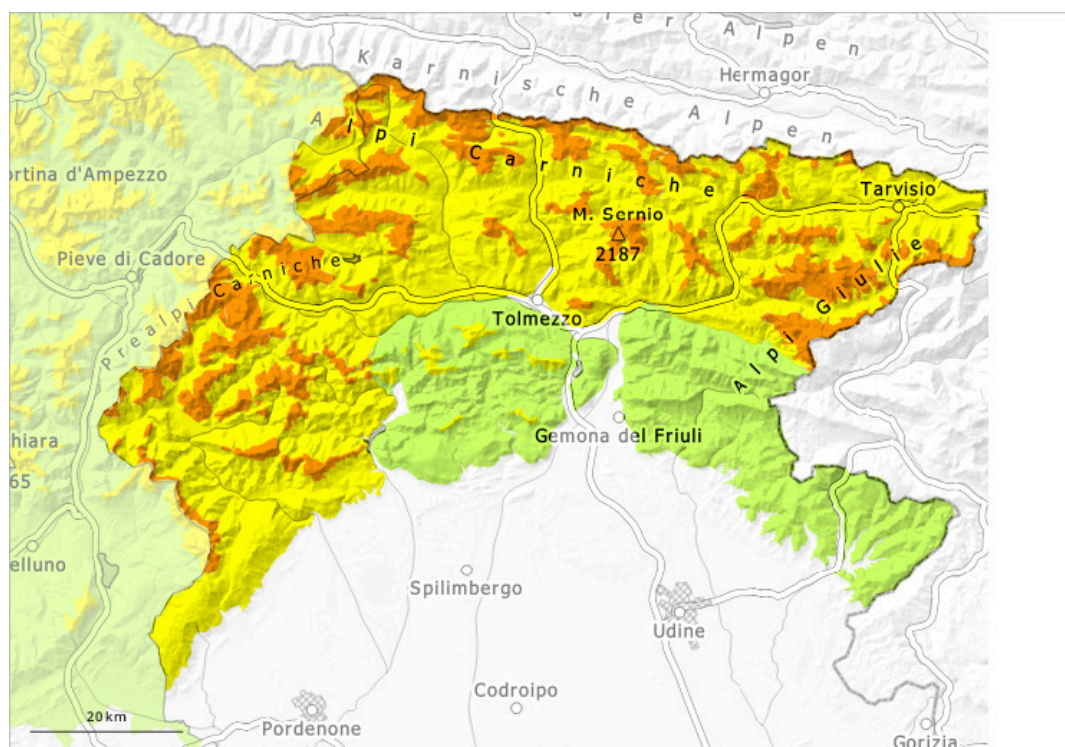 Alpen
Karnische Alpen
Hermagor
Alpi Carniche
ortina d'Ampezzo
Tarvisio
M. Sernio
2187
Pieve di Cadore
Prealpi Carniche
Tolmezzo
Alpi Giulie
Gemona del Friuli
hiara
65
elluno
Spilimbergo
Udine
Codroipo
20 km
Pordenone
Gorizia